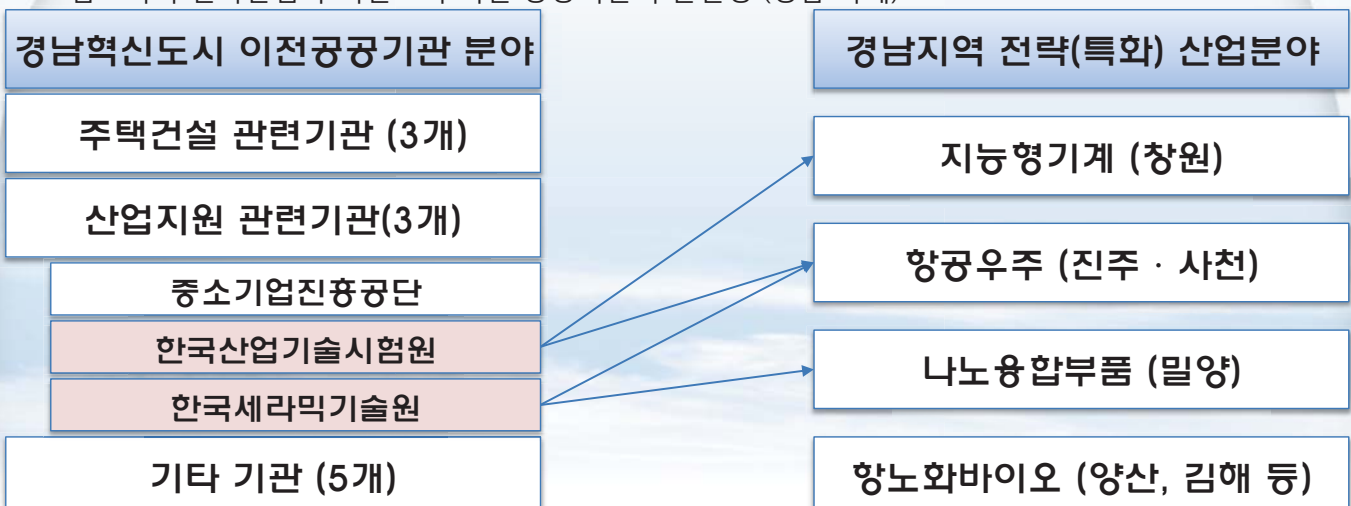 경남혁신도시 이전공공기관 분야
주택건설 관련기관 (3개)
산업지원 관련기관(3개)
중소기업진흥공단
한국산업기술시험원
한국세라믹기술원
기타 기관 (5개)
경남지역 전략(특화) 산업분야
지능형기계 (창원)
항공우주 (진주 · 사천)
나노융합부품 (밀양)
항노화바이오 (양산, 김해 등)